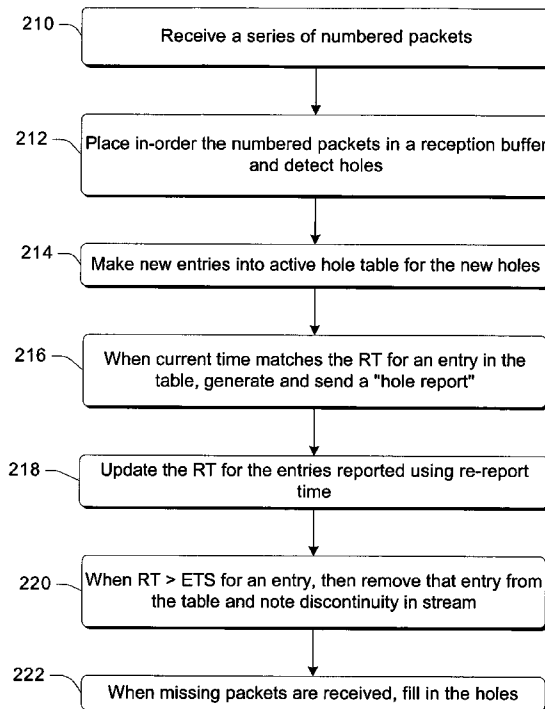 210
Receive a series of numbered packets
212
Place in-order the numbered packets in a reception buffer
and detect holes
214
Make new entries into active hole table for the new holes
216
When current time matches the RT for an entry in the
table, generate and send a "hole report"
218
Update the RT for the entries reported using re-report
time
220
When RT > ETS for an entry, then remove that entry from
the table and note discontinuity in stream
222
When missing packets are received, fill in the holes